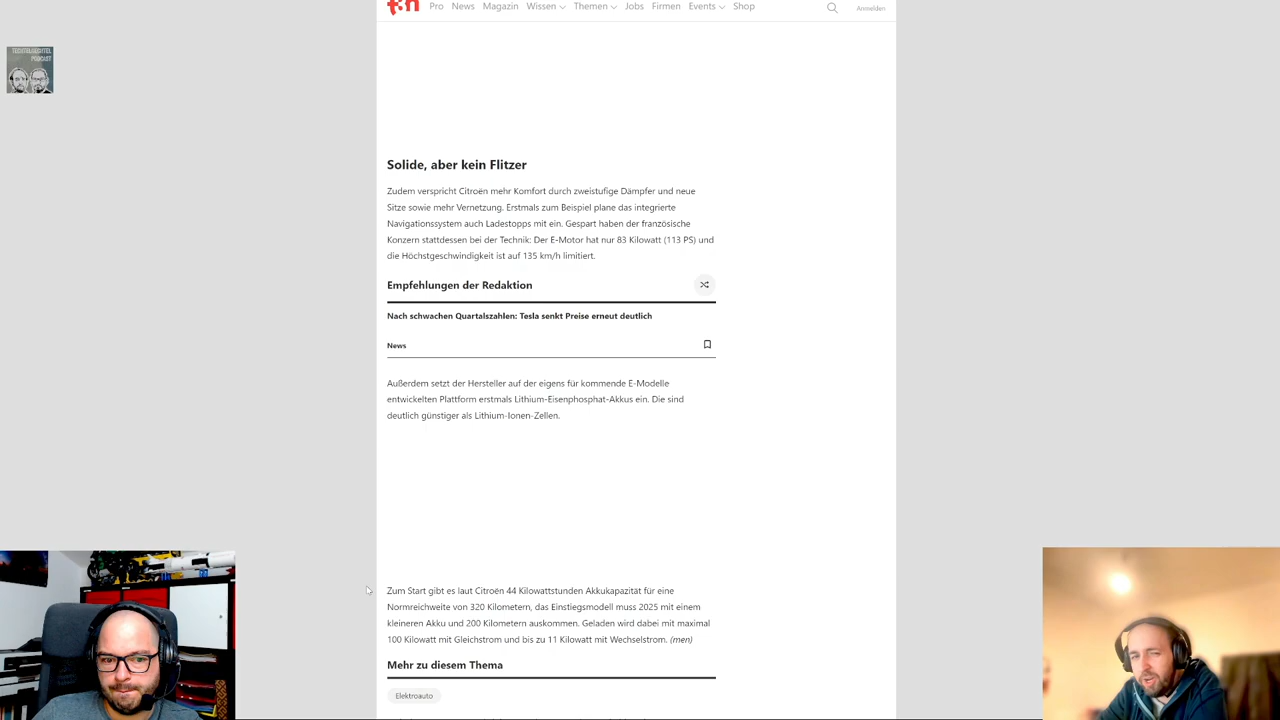 t3n Pro News Magazin Wissen Themen Jobs Firmen Events Shop Anmelden
TECHTELMECHTEL
PODCAST
Solide, aber kein Flitzer
Zudem verspricht Citroën mehr Komfort durch zweistufige Dämpfer und neue
Sitze sowie mehr Vernetzung. Erstmals zum Beispiel plane das integrierte
Navigationssystem auch Ladestopps mit ein. Gespart haben der französische
Konzern stattdessen bei der Technik: Der E-Motor hat nur 83 Kilowatt (113 PS) und
die Höchstgeschwindigkeit ist auf 135 km/h limitiert.
Empfehlungen der Redaktion
Nach schwachen Quartalszahlen: Tesla senkt Preise erneut deutlich
News
Außerdem setzt der Hersteller auf der eigens für kommende E-Modelle
entwickelten Plattform erstmals Lithium-Eisenphosphat-Akkus ein. Die sind
deutlich günstiger als Lithium-Ionen-Zellen.
Zum Start gibt es laut Citroën 44 Kilowattstunden Akkukapazität für eine
Normreichweite von 320 Kilometern, das Einstiegsmodell muss 2025 mit einem
kleineren Akku und 200 Kilometern auskommen. Geladen wird dabei mit maximal
100 Kilowatt mit Gleichstrom und bis zu 11 Kilowatt mit Wechselstrom. (men)
Mehr zu diesem Thema
Elektroauto